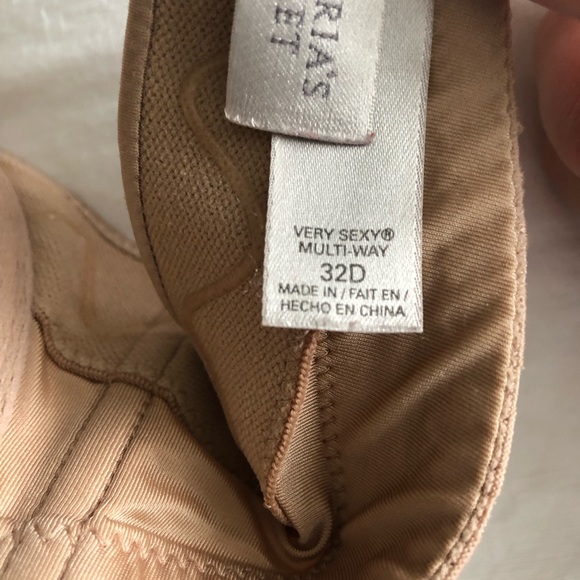 RIA'S
ET
VERY SEXY®
MULTI-WAY
32D
MADE IN / FAIT EN /
HECHO EN CHINA